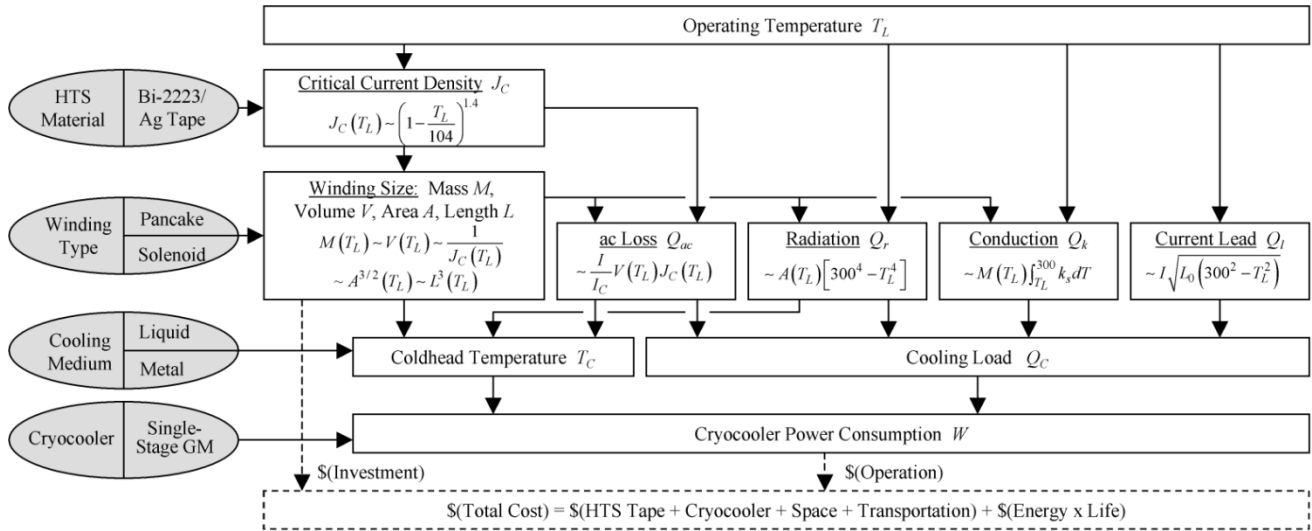 Operating Temperature T_L
HTS Material
Bi-2223/ Ag Tape
Critical Current Density J_C
J_C(T_L) ~ (1 − T_L/104)^1.4
Winding Type
Pancake
Solenoid
Winding Size: Mass M,
Volume V, Area A, Length L
M(T_L) ~ V(T_L) ~ 1/J_C(T_L)
~ A^3/2(T_L) ~ L^3(T_L)
ac Loss Q_ac
~ I/I_C V(T_L) J_C(T_L)
Radiation Q_r
~ A(T_L)[300^4 − T_L^4]
Conduction Q_k
~ M(T_L)∫_{T_L}^{300} k_s dT
Current Lead Q_l
~ I√(L_0(300^2 − T_L^2))
Cooling Medium
Liquid
Metal
Coldhead Temperature T_C
Cooling Load Q_C
Cryocooler
Single-
Stage GM
Cryocooler Power Consumption W
$(Investment)
$(Operation)
$(Total Cost) = $(HTS Tape + Cryocooler + Space + Transportation) + $(Energy x Life)